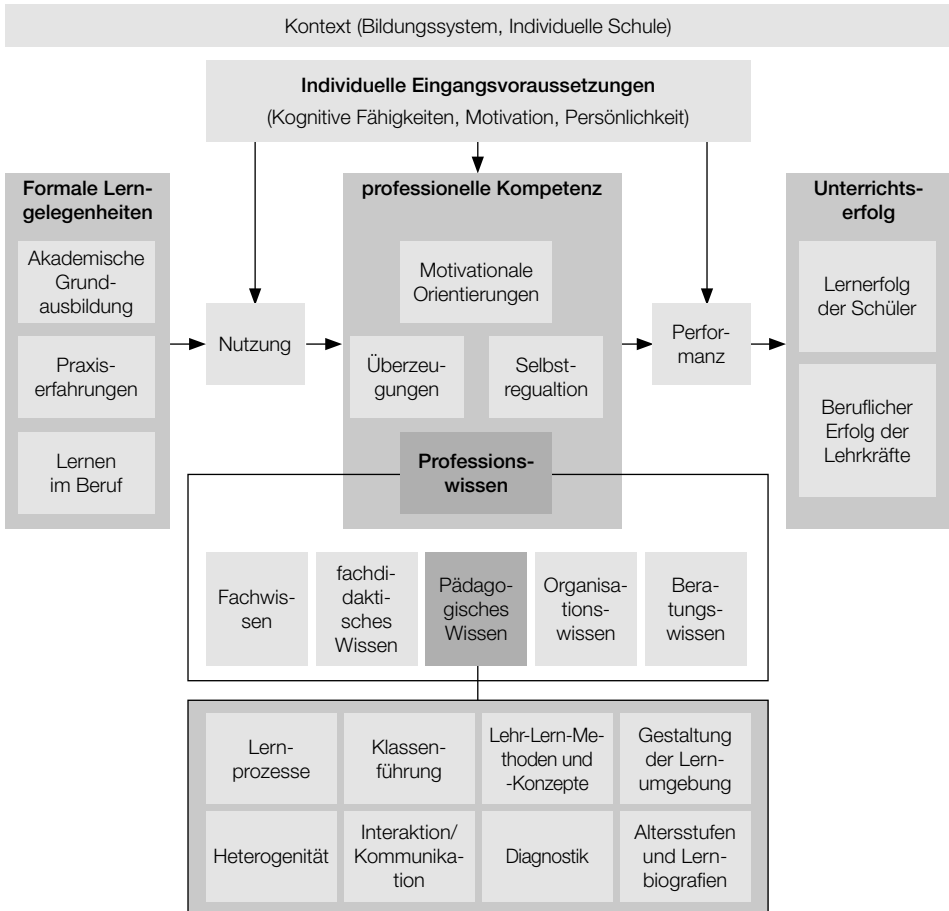 Kontext (Bildungssystem, Individuelle Schule)
Individuelle Eingangsvoraussetzungen
(Kognitive Fähigkeiten, Motivation, Persönlichkeit)
Formale Lern-
gelegenheiten
Akademische
Grund-
ausbildung
Praxis-
erfahrungen
Lernen
im Beruf
Nutzung
professionelle Kompetenz
Motivationale
Orientierungen
Überzeu-
gungen
Selbst-
regualtion
Professions-
wissen
Perfor-
manz
Unterrichts-
erfolg
Lernerfolg
der Schüler
Beruflicher
Erfolg der
Lehrkräfte
Fachwis-
sen
fachdi-
daktti-
sches
Wissen
Pädago-
gisches
Wissen
Organisa-
tions-
wissen
Bera-
tungs-
wissen
Lern-
prozesse
Klassen-
führung
Lehr-Lern-Me-
thoden und
-Konzepte
Gestaltung
der Lern-
umgebung
Heterogenität
Interaktion/
Kommunika-
tion
Diagnostik
Altersstufen
und Lern-
biografien